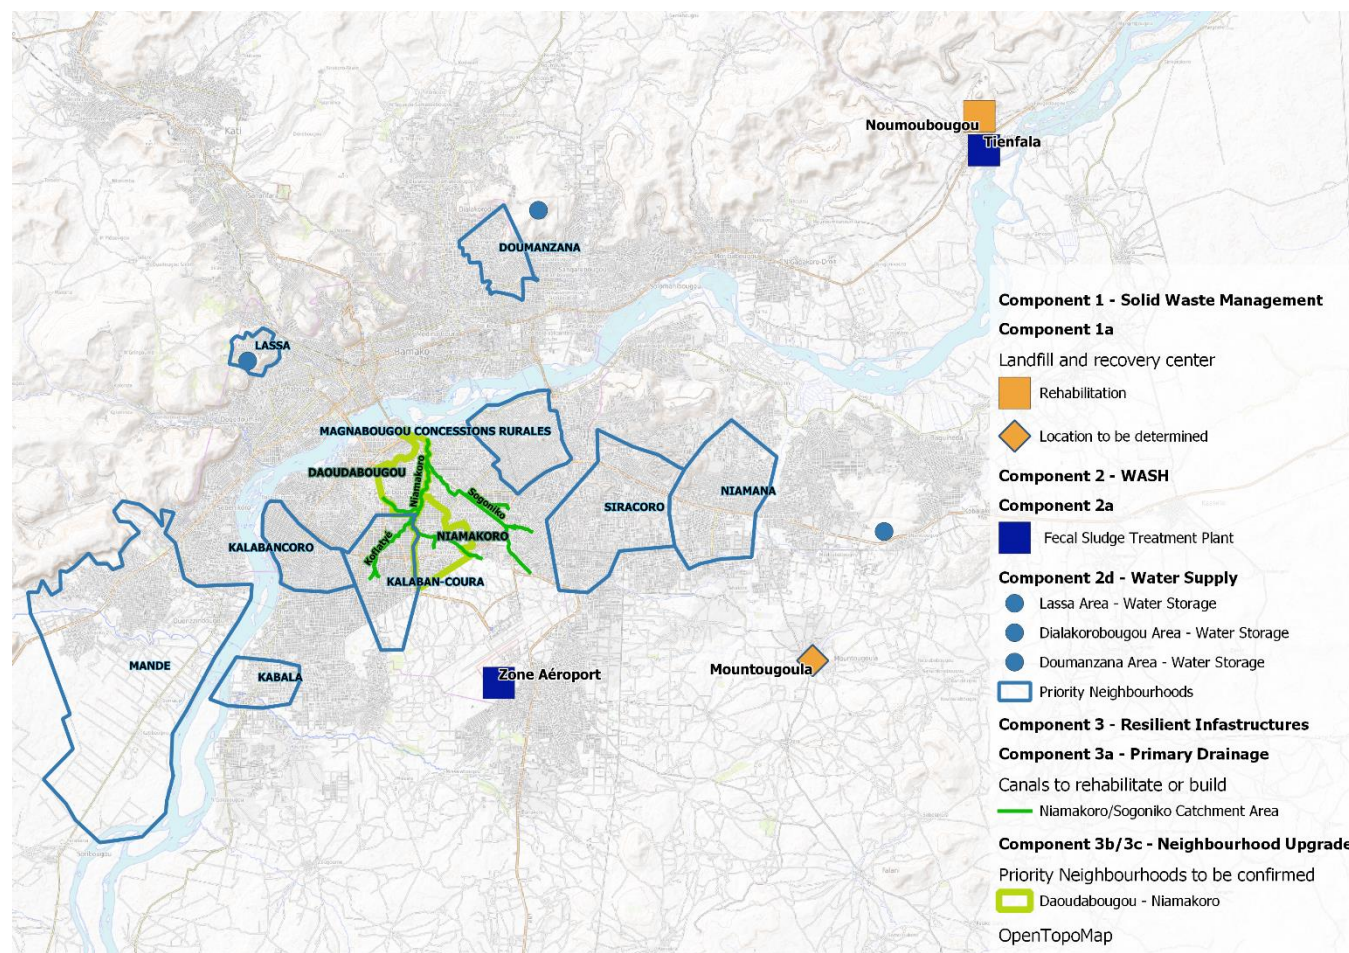 Kati
Noumoubougou
Tienfala
DOUMANZANA
LASSA
Bamako
MAGNABOUGOU CONCESSIONS RURALES
DAOUDABOUGOU
Niamakoro
Sogoniko
NIAMANA
SIRACORO
KALABANCORO
Koflatyé
NIAMAKORO
KALABAN-COURA
MANDE
KABALA
Zone Aéroport
Mountougoula
Component 1 - Solid Waste Management
Component 1a
Landfill and recovery center
Rehabilitation
Location to be determined
Component 2 - WASH
Component 2a
Fecal Sludge Treatment Plant
Component 2d - Water Supply
Lassa Area - Water Storage
Dialakorobougou Area - Water Storage
Doumanzana Area - Water Storage
Priority Neighbourhoods
Component 3 - Resilient Infastructures
Component 3a - Primary Drainage
Canals to rehabilitate or build
Niamakoro/Sogoniko Catchment Area
Component 3b/3c - Neighbourhood Upgrade
Priority Neighbourhoods to be confirmed
Daoudabougou - Niamakoro
OpenTopoMap